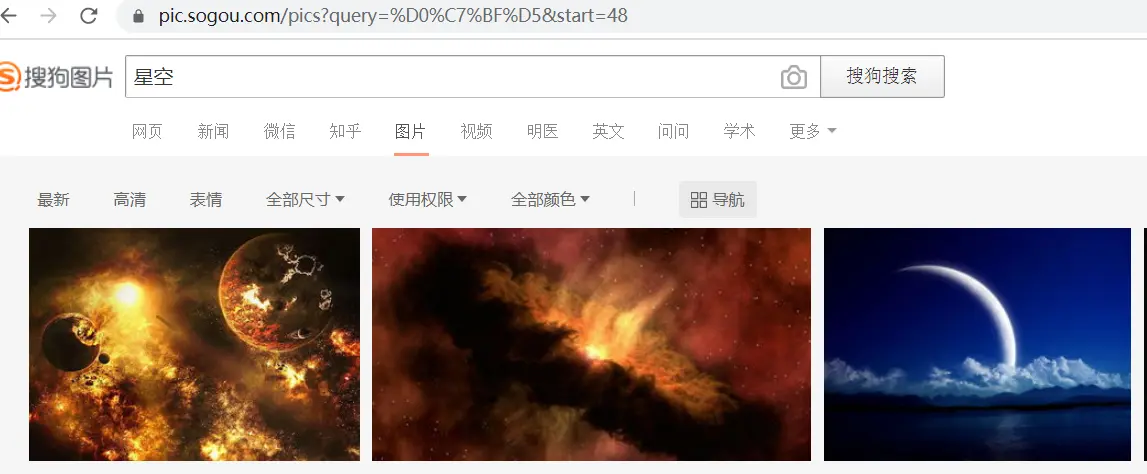 pic.sogou.com/pics?query=%D0%C7%BF%D5&start=48
搜狗图片
星空
搜狗搜索
网页 新闻 微信 知乎 图片 视频 明医 英文 问问 学术 更多
最新 高清 表情 全部尺寸 使用权限 全部颜色 | 导航